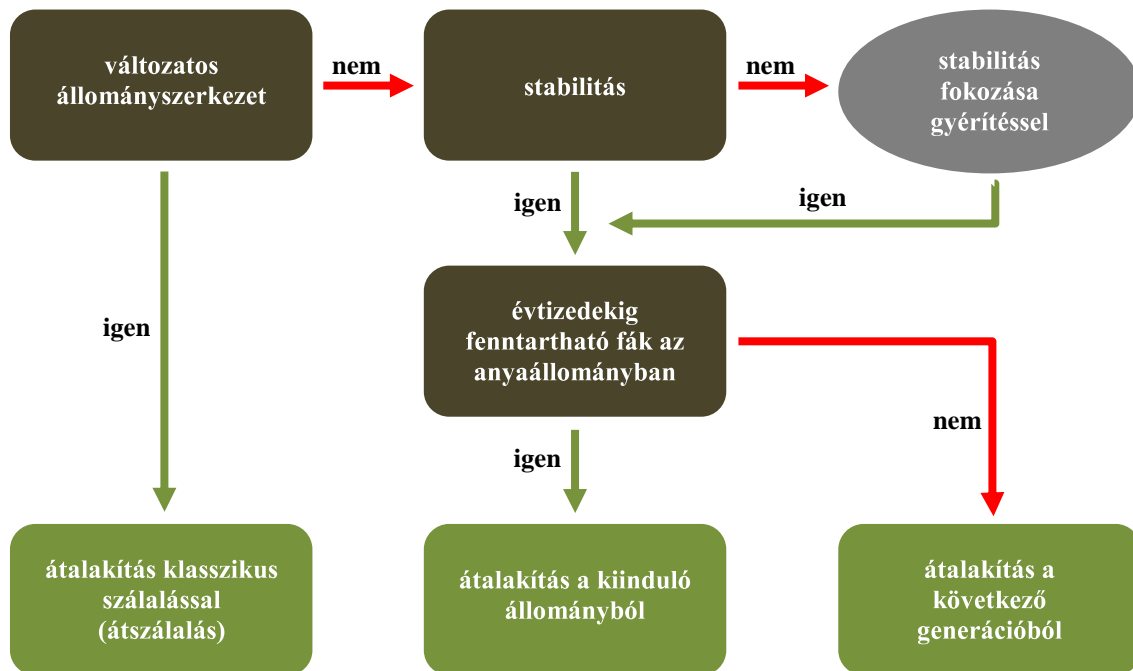 változatos
állományszerkezet
nem
stabilitás
nem
stabilitás
fokozása
gyérítéssel
igen
igen
évtizedekig
fenntartható fák az
anyaállományban
igen
nem
igen
átalakítás klasszikus
szálalással
(átszálalás)
átalakítás a kiinduló
állományból
átalakítás a
következő
generációból